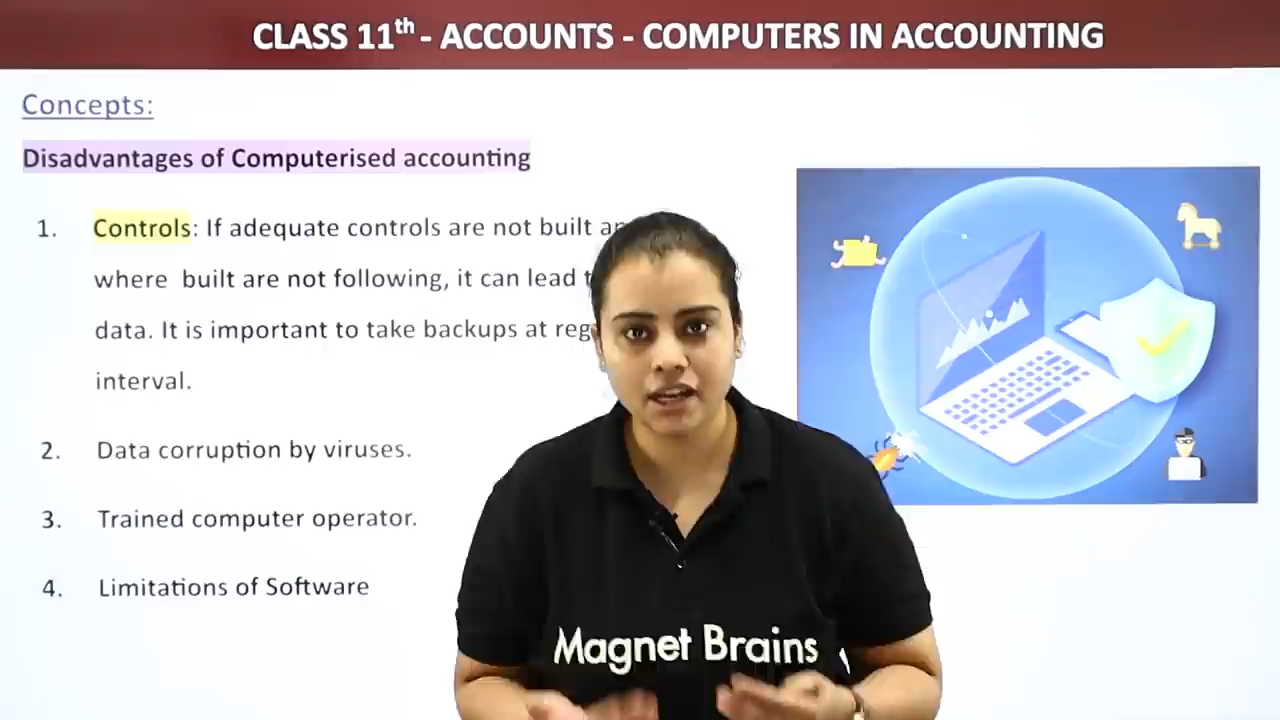 CLASS 11th - ACCOUNTS - COMPUTERS IN ACCOUNTING
Concepts:
Disadvantages of Computerised accounting
1. Controls: If adequate controls are not built
where built are not following, it can lead
data. It is important to take backups at
interval.
2. Data corruption by viruses.
3. Trained computer operator.
4. Limitations of Software
Magnet Brains